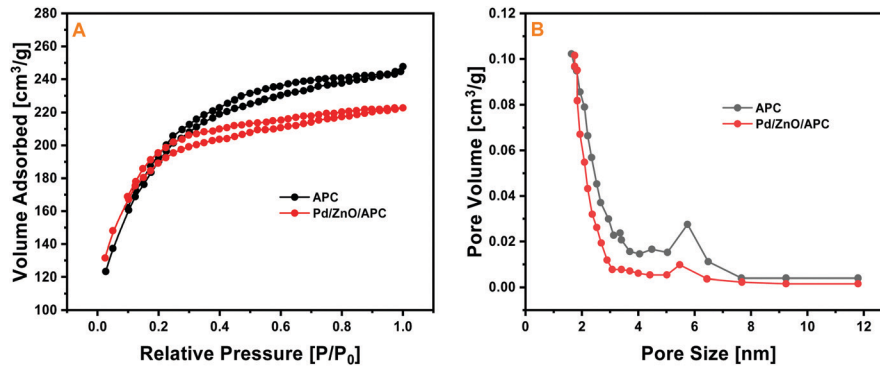 A
Volume Adsorbed [cm³/g]
280
260
240
220
200
180
160
140
120
100
APC
Pd/ZnO/APC
0.0 0.2 0.4 0.6 0.8 1.0
Relative Pressure [P/P₀]
B
Pore Volume [cm³/g]
0.12
0.10
0.08
0.06
0.04
0.02
0.00
APC
Pd/ZnO/APC
0 2 4 6 8 10 12
Pore Size [nm]